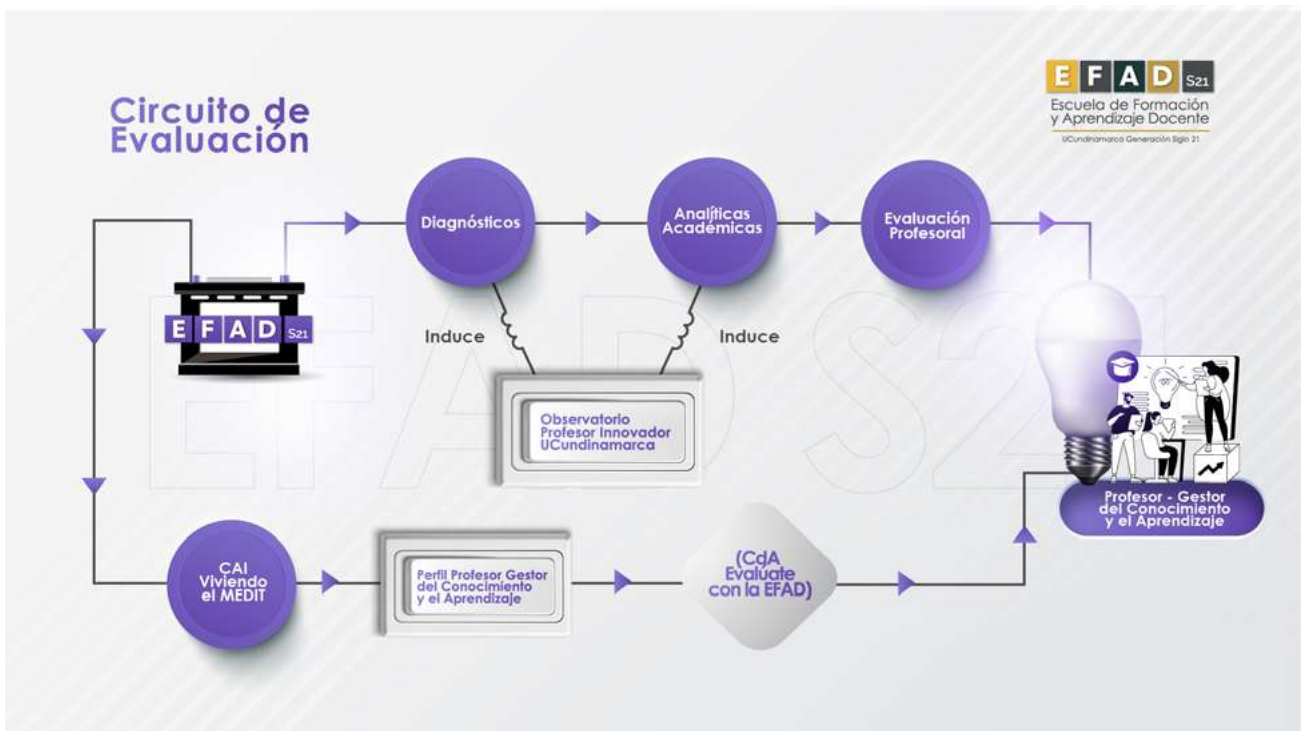 Circuito de
Evaluación
E F A D S21
Escuela de Formación
y Aprendizaje Docente
UCundinamarca Generación Siglo 21
Diagnósticos
Analíticas
Académicas
Evaluación
Profesoral
E F A D S21
Induce
Induce
Observatorio
Profesor Innovador
UCundinamarca
EFAD S21
Profesor - Gestor
del Conocimiento
y el Aprendizaje
CAI
Viviendo
el MEDIT
Perfil Profesor Gestor
del Conocimiento
y el Aprendizaje
(CdA
Evaluate
con la EFAD)